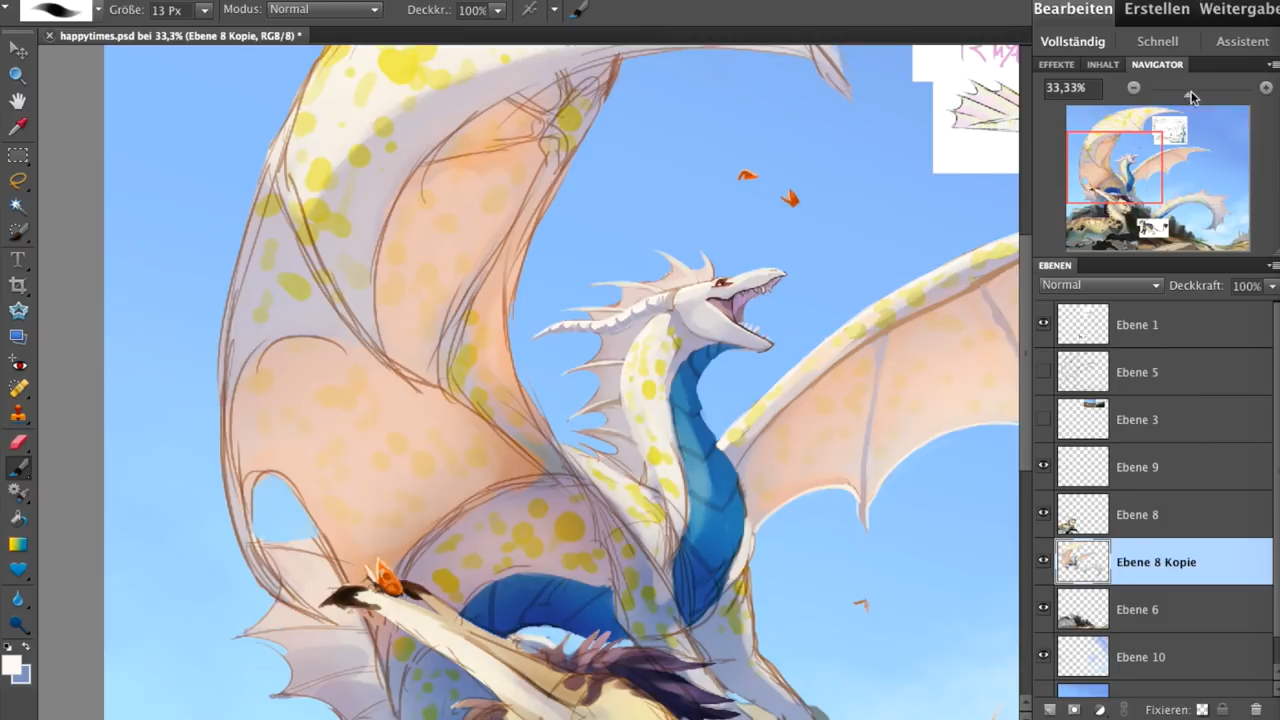 Größe: 13 Px Modus: Normal Deckkr.: 100%
Bearbeiten Erstellen Weitergabe
happytimes.psd bei 33,3% (Ebene 8 Kopie, RGB/8) *
Vollständig Schnell Assistent
EFFEKTE INHALT NAVIGATOR
33,33%
EBENEN
Normal Deckkraft: 100%
Ebene 1
Ebene 5
Ebene 3
Ebene 9
Ebene 8
Ebene 8 Kopie
Ebene 6
Ebene 10
Fixieren: